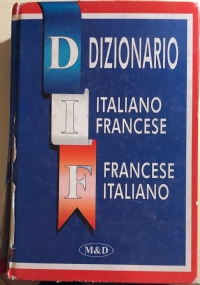 D DIZIONARIO
I ITALIANO
FRANCESE
F FRANCESE
ITALIANO
M&D